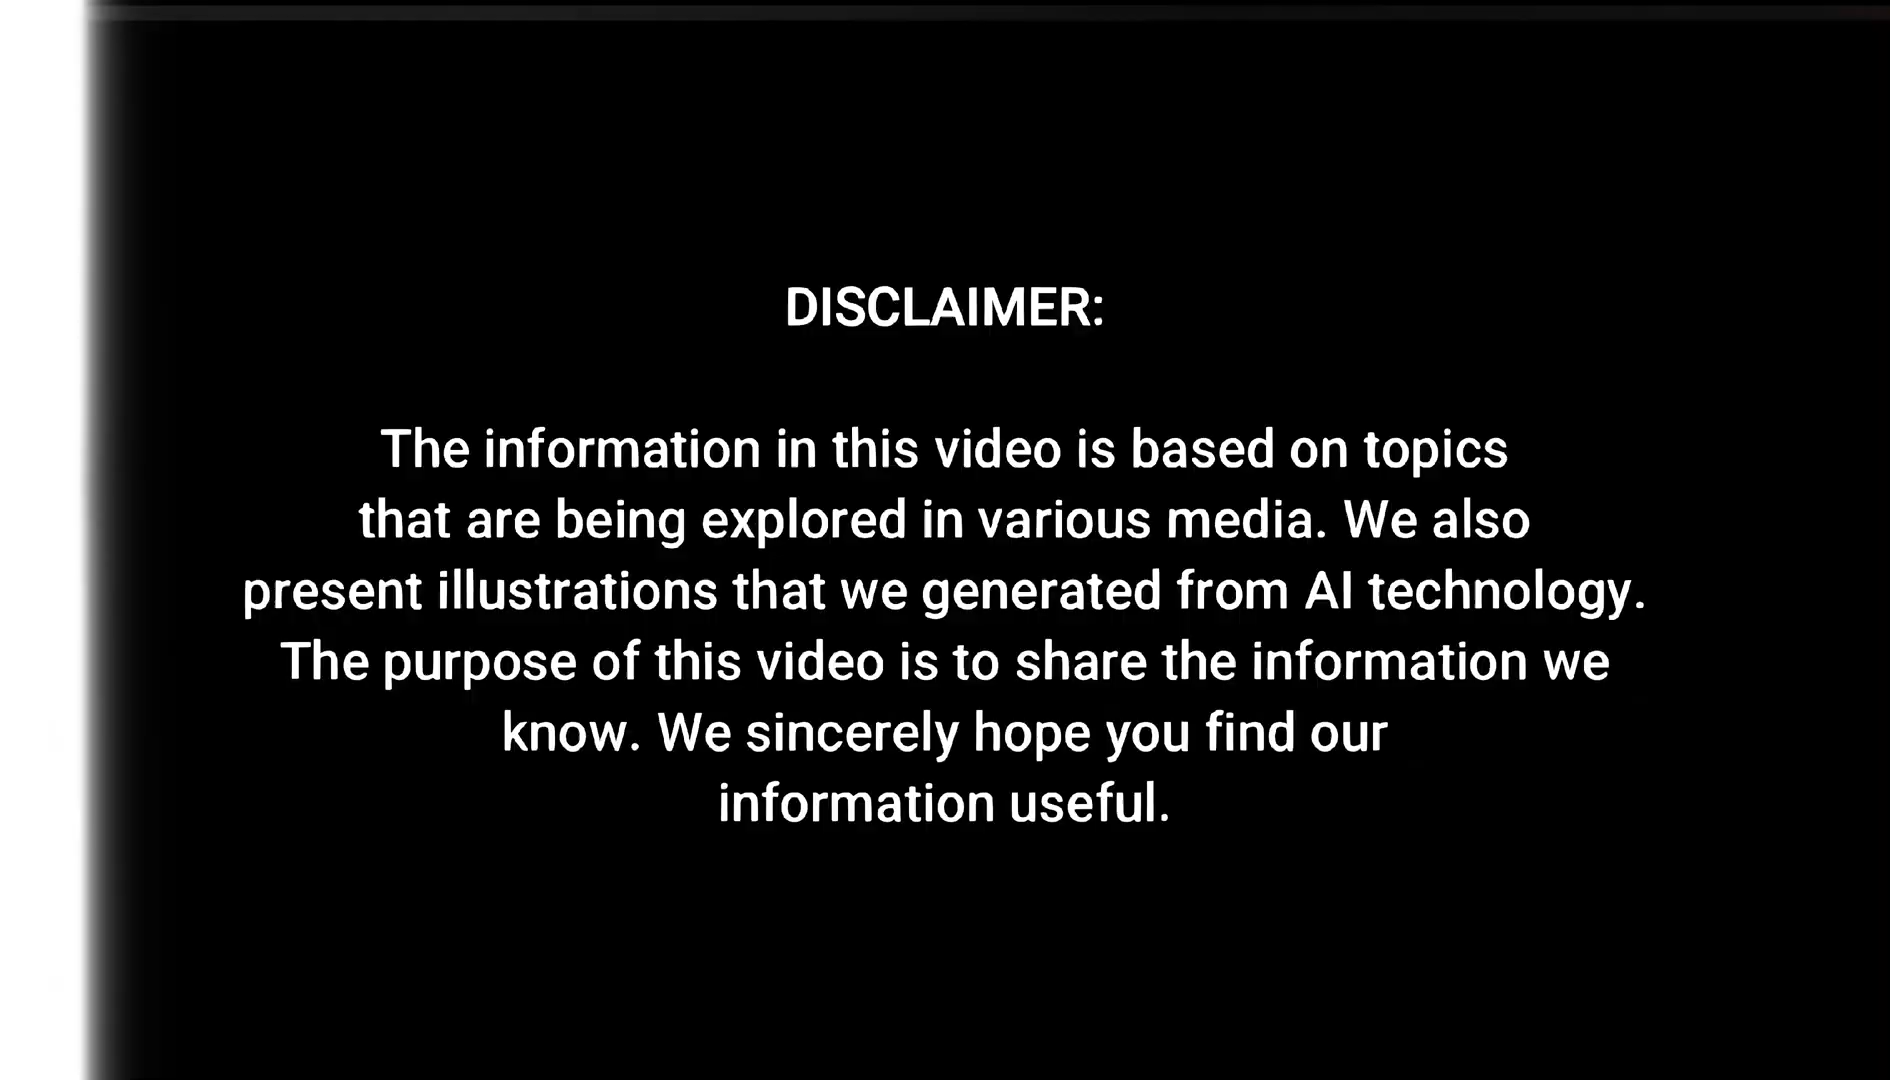 DISCLAIMER:
The information in this video is based on topics
that are being explored in various media. We also
present illustrations that we generated from AI technology.
The purpose of this video is to share the information we
know. We sincerely hope you find our
information useful.